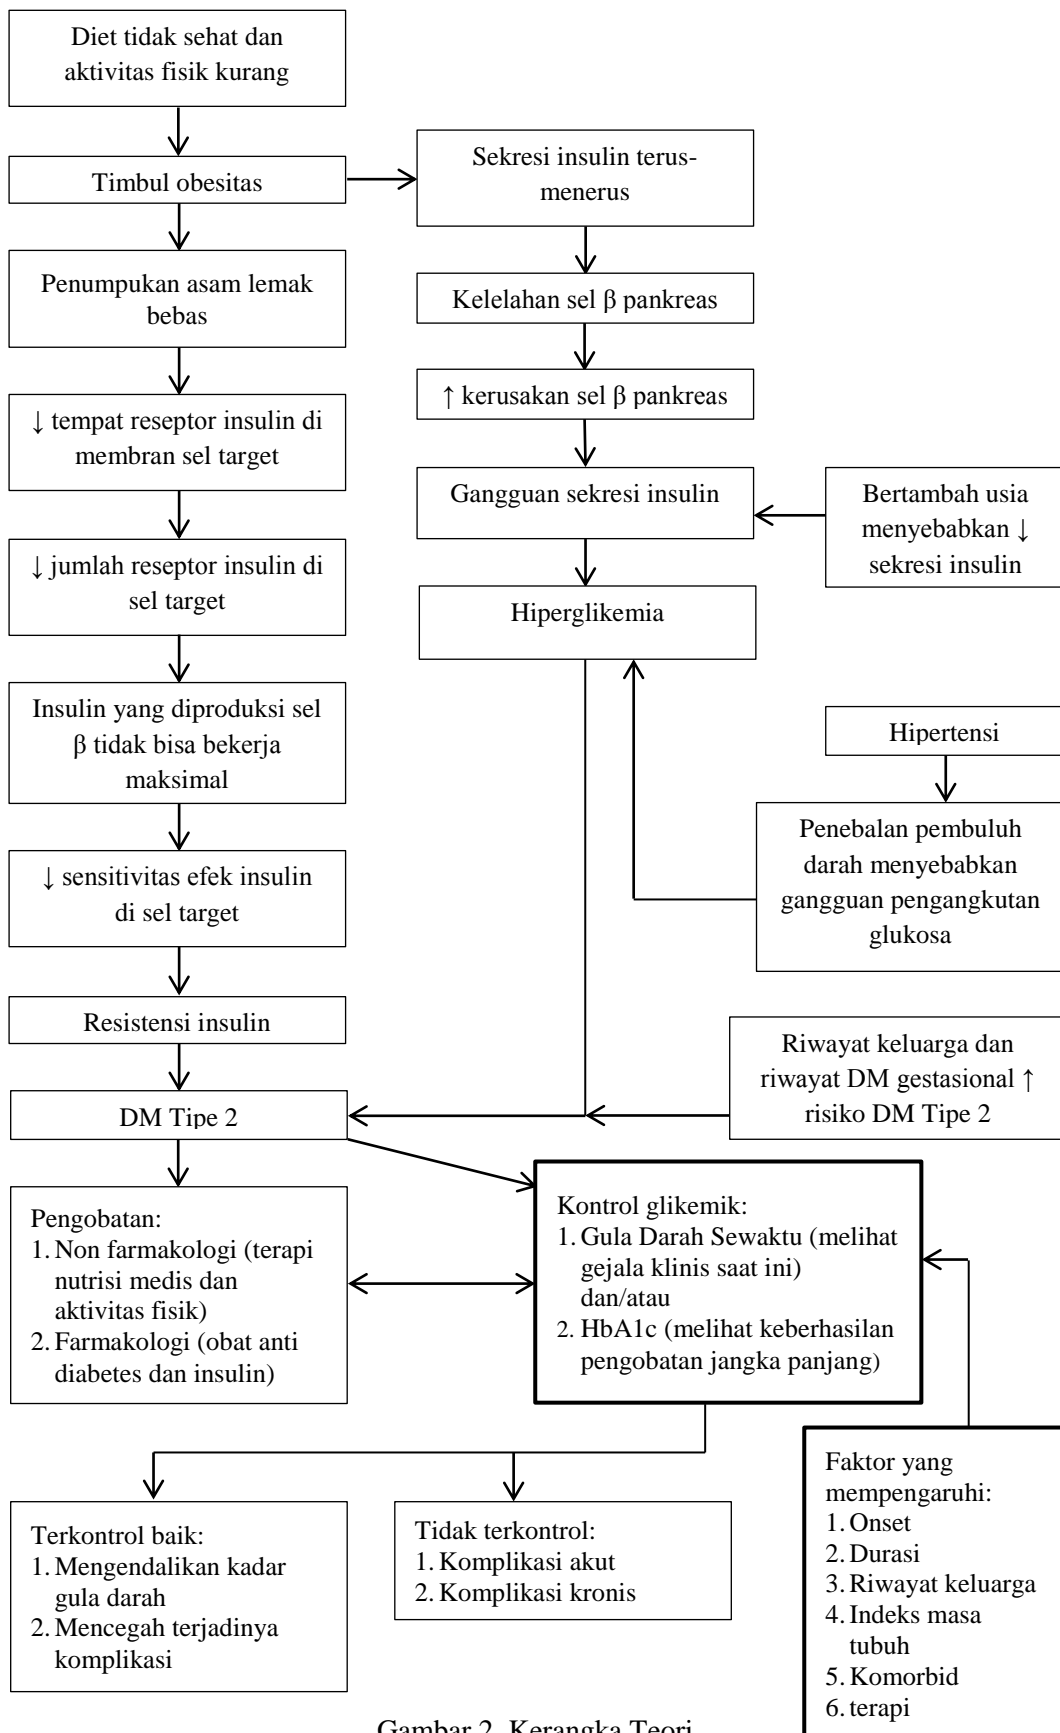 Diet tidak sehat dan
aktivitas fisik kurang
Timbul obesitas
Penumpukan asam lemak
bebas
↓ tempat reseptor insulin di
membran sel target
↓ jumlah reseptor insulin di
sel target
Insulin yang diproduksi sel
β tidak bisa bekerja
maksimal
↓ sensitivitas efek insulin
di sel target
Resistensi insulin
DM Tipe 2
Sekresi insulin terus-
menerus
Kelelahan sel β pankreas
↑ kerusakan sel β pankreas
Gangguan sekresi insulin
Hiperglikemia
Bertambah usia
menyebabkan ↓
sekresi insulin
Hipertensi
Penebalan pembuluh
darah menyebabkan
gangguan pengangkutan
glukosa
Riwayat keluarga dan
riwayat DM gestasional ↑
risiko DM Tipe 2
Pengobatan:
1. Non farmakologi (terapi
nutrisi medis dan
aktivitas fisik)
2. Farmakologi (obat anti
diabetes dan insulin)
Kontrol glikemik:
1. Gula Darah Sewaktu (melihat
gejala klinis saat ini)
dan/atau
2. HbA1c (melihat keberhasilan
pengobatan jangka panjang)
Terkontrol baik:
1. Mengendalikan kadar
gula darah
2. Mencegah terjadinya
komplikasi
Tidak terkontrol:
1. Komplikasi akut
2. Komplikasi kronis
Faktor yang
mempengaruhi:
1. Onset
2. Durasi
3. Riwayat keluarga
4. Indeks masa
tubuh
5. Komorbid
6. terapi
Gambar 2. Kerangka Teori